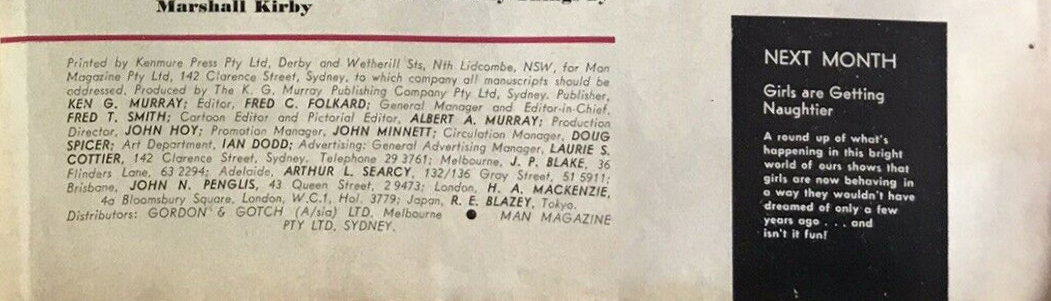 Marshall Kirby
Printed by Kenmure Press Pty Ltd, Derby and Wetherill Sts, Nth Lidcombe, NSW, for Man
Magazine Pty Ltd, 142 Clarence Street, Sydney, to which company all manuscripts should be
addressed. Produced by The K. G. Murray Publishing Company Pty Ltd, Sydney. Publisher,
KEN G. MURRAY; Editor, FRED C. FOLKARD; General Manager and Editor-in-Chief,
FRED T. SMITH; Cartoon Editor and Pictorial Editor, ALBERT A. MURRAY; Production
Director, JOHN HOY; Promotion Manager, JOHN MINNETT; Circulation Manager, DOUG
SPICER; Art Department, IAN DODD; Advertising: General Advertising Manager, LAURIE S.
COTTIER, 142 Clarence Street, Sydney. Telephone 29 3761; Melbourne, J. P. BLAKE, 36
Flinders Lane, 63 2294; Adelaide, ARTHUR L. SEARCY, 132/136 Gray Street, 51 5911;
Brisbane, JOHN N. PENGLIS, 43 Queen Street, 2 9473; London, H. A. MACKENZIE,
4a Bloomsbury Square, London, W.C.1, Hol. 3779; Japan, R. E. BLAZEY, Tokyo.
Distributors: GORDON & GOTCH (A/sia) LTD, Melbourne ● MAN MAGAZINE
PTY LTD, SYDNEY.
NEXT MONTH
Girls are Getting
Naughtier
A round up of what's
happening in this bright
world of ours shows that
girls are now behaving in
a way they wouldn't have
dreamed of only a few
years ago . . . and
isn't it fun!